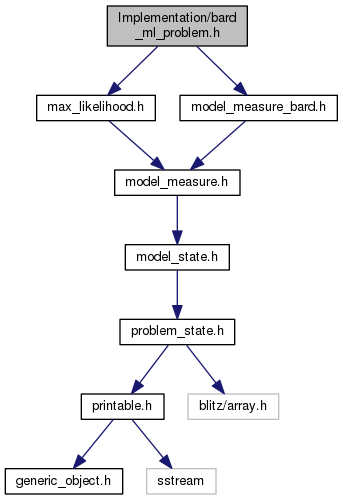 Implementation/bard
_ml_problem.h
max_likelihood.h
model_measure_bard.h
model_measure.h
model_state.h
problem_state.h
printable.h
blitz/array.h
generic_object.h
sstream